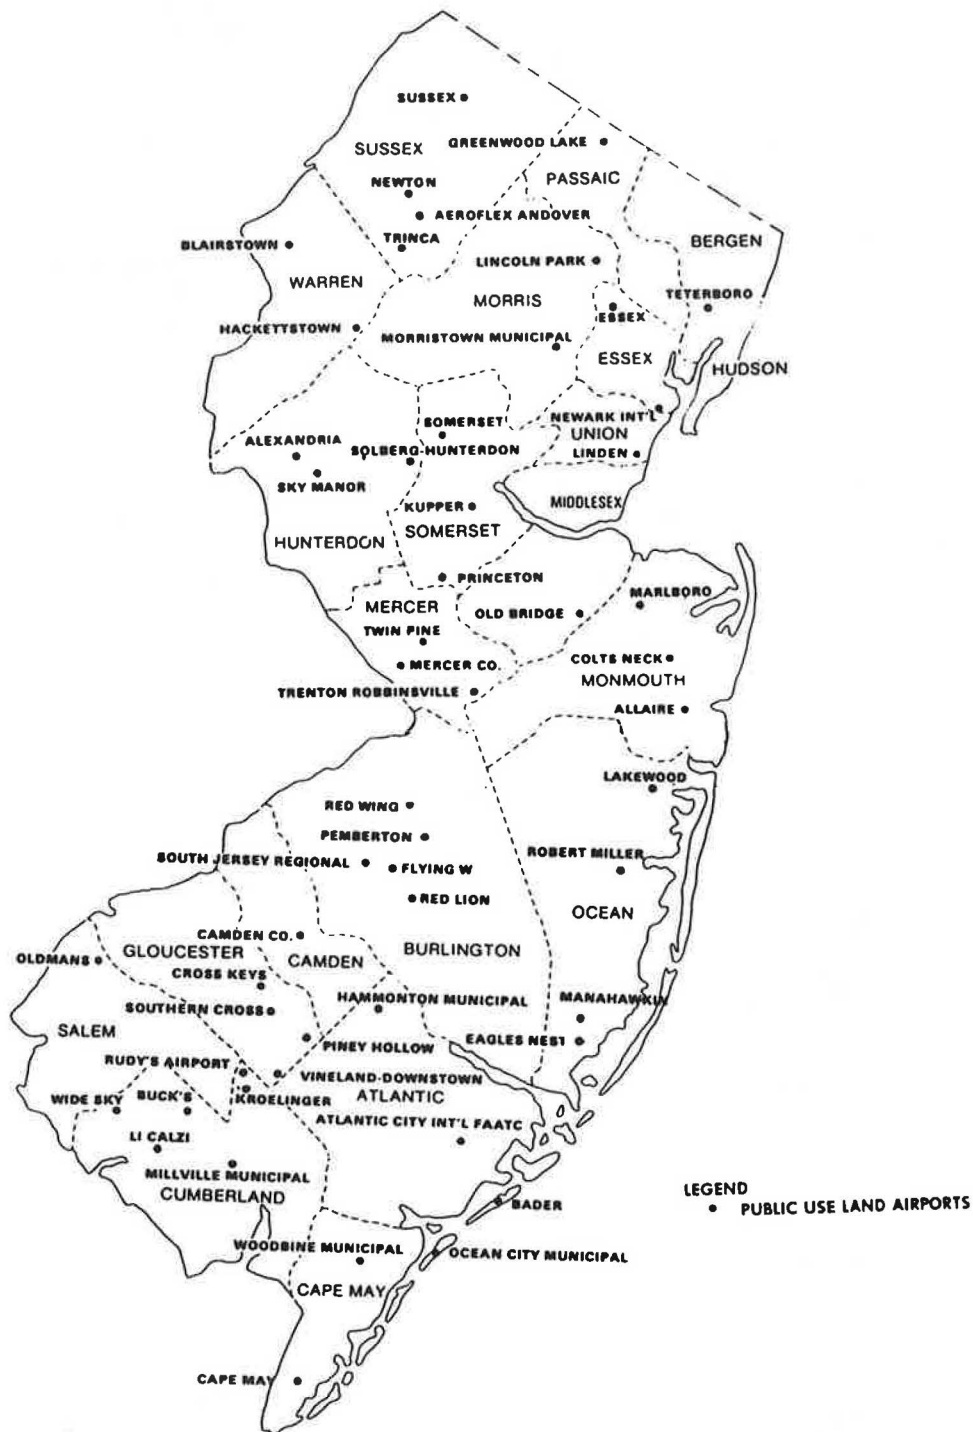 SUSSEX
GREENWOOD LAKE
SUSSEX
PASSAIC
NEWTON
AEROFLEX ANDOVER
BERGEN
TRINCA
BLAIRSTOWN
LINCOLN PARK
WARREN
TETERBORO
MORRIS
ESSEX
HACKETTSTOWN
MORRISTOWN MUNICIPAL
ESSEX
HUDSON
NEWARK INT'L
SOMERSET
UNION
ALEXANDRIA
SOLBERG-HUNTERDON
LINDEN
SKY MANOR
MIDDLESEX
KUPPER
SOMERSET
HUNTERDON
PRINCETON
MARLBORO
MERCER
OLD BRIDGE
TWIN PINE
COLTS NECK
MERCER CO.
MONMOUTH
TRENTON ROBBINSVILLE
ALLAIRE
LAKEWOOD
RED WING
PEMBERTON
ROBERT MILLER
SOUTH JERSEY REGIONAL
FLYING W
RED LION
OCEAN
CAMDEN CO.
GLOUCESTER
BURLINGTON
OLDMANS
CAMDEN
CROSS KEYS
HAMMONTON MUNICIPAL
MANAHAWKIN
SOUTHERN CROSS
SALEM
EAGLES NEST
PINEY HOLLOW
RUDY'S AIRPORT
VINELAND-DOWNSTOWN
WIDE SKY
BUCK'S
KROELINGER
ATLANTIC
ATLANTIC CITY INT'L FAATC
LI CALZI
MILLVILLE MUNICIPAL
CUMBERLAND
LEGEND
PUBLIC USE LAND AIRPORTS
BADER
WOODBINE MUNICIPAL
OCEAN CITY MUNICIPAL
CAPE MAY
CAPE MAY